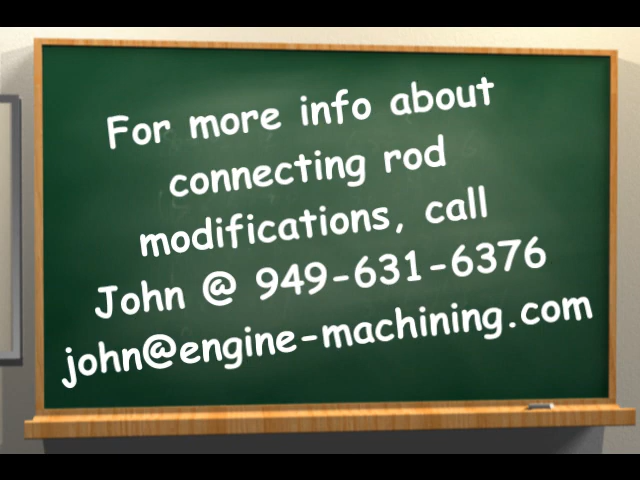 For more info about
connecting rod
modifications, call
John @ 949-631-6376
john@engine-machining.com